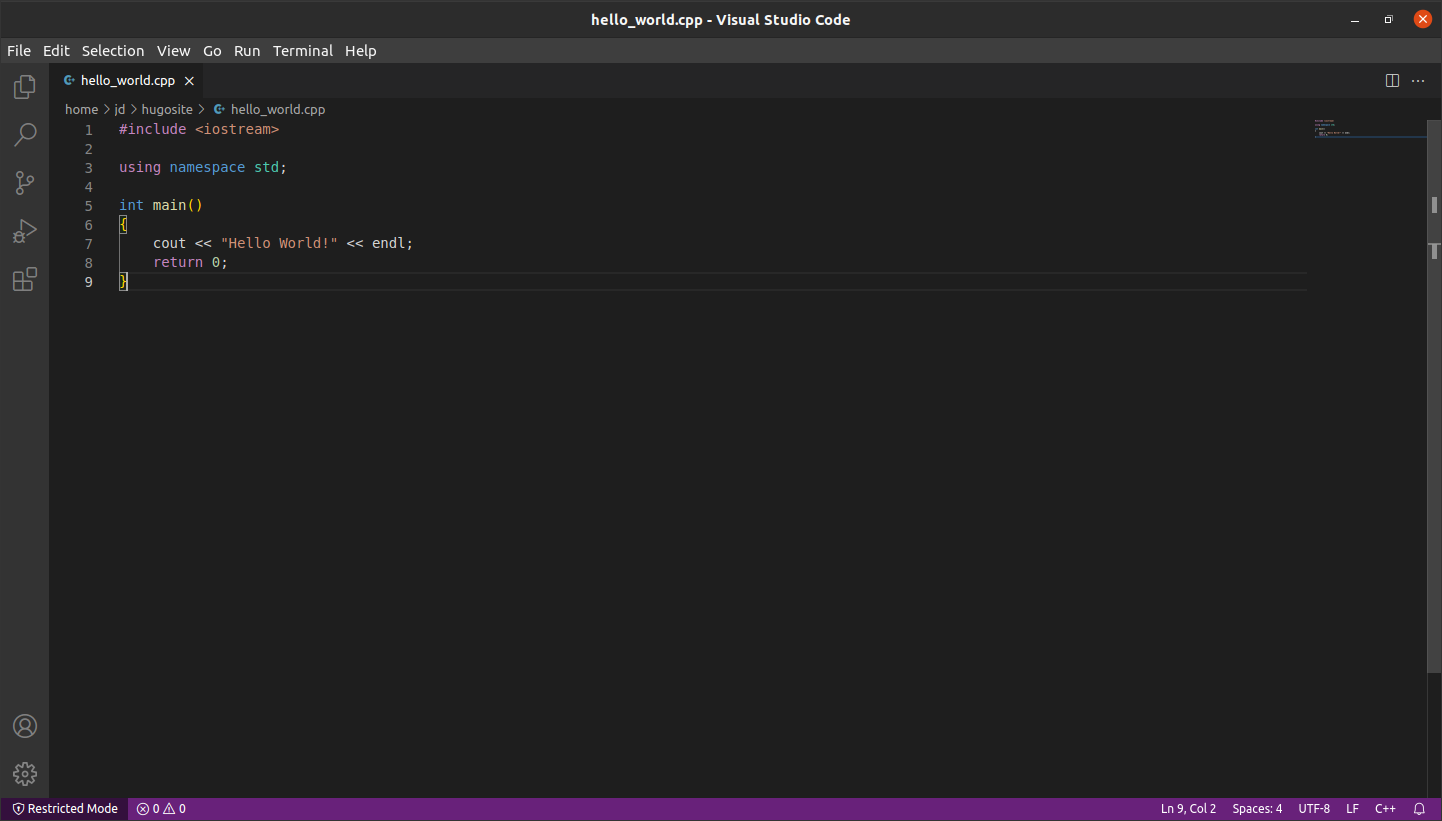 hello_world.cpp - Visual Studio Code
File Edit Selection View Go Run Terminal Help
hello_world.cpp
home > jd > hugosite > hello_world.cpp
1 #include <iostream>
2
3 using namespace std;
4
5 int main()
6 {
7     cout << "Hello World!" << endl;
8     return 0;
9 }
Restricted Mode 0 0 Ln 9, Col 2 Spaces: 4 UTF-8 LF C++